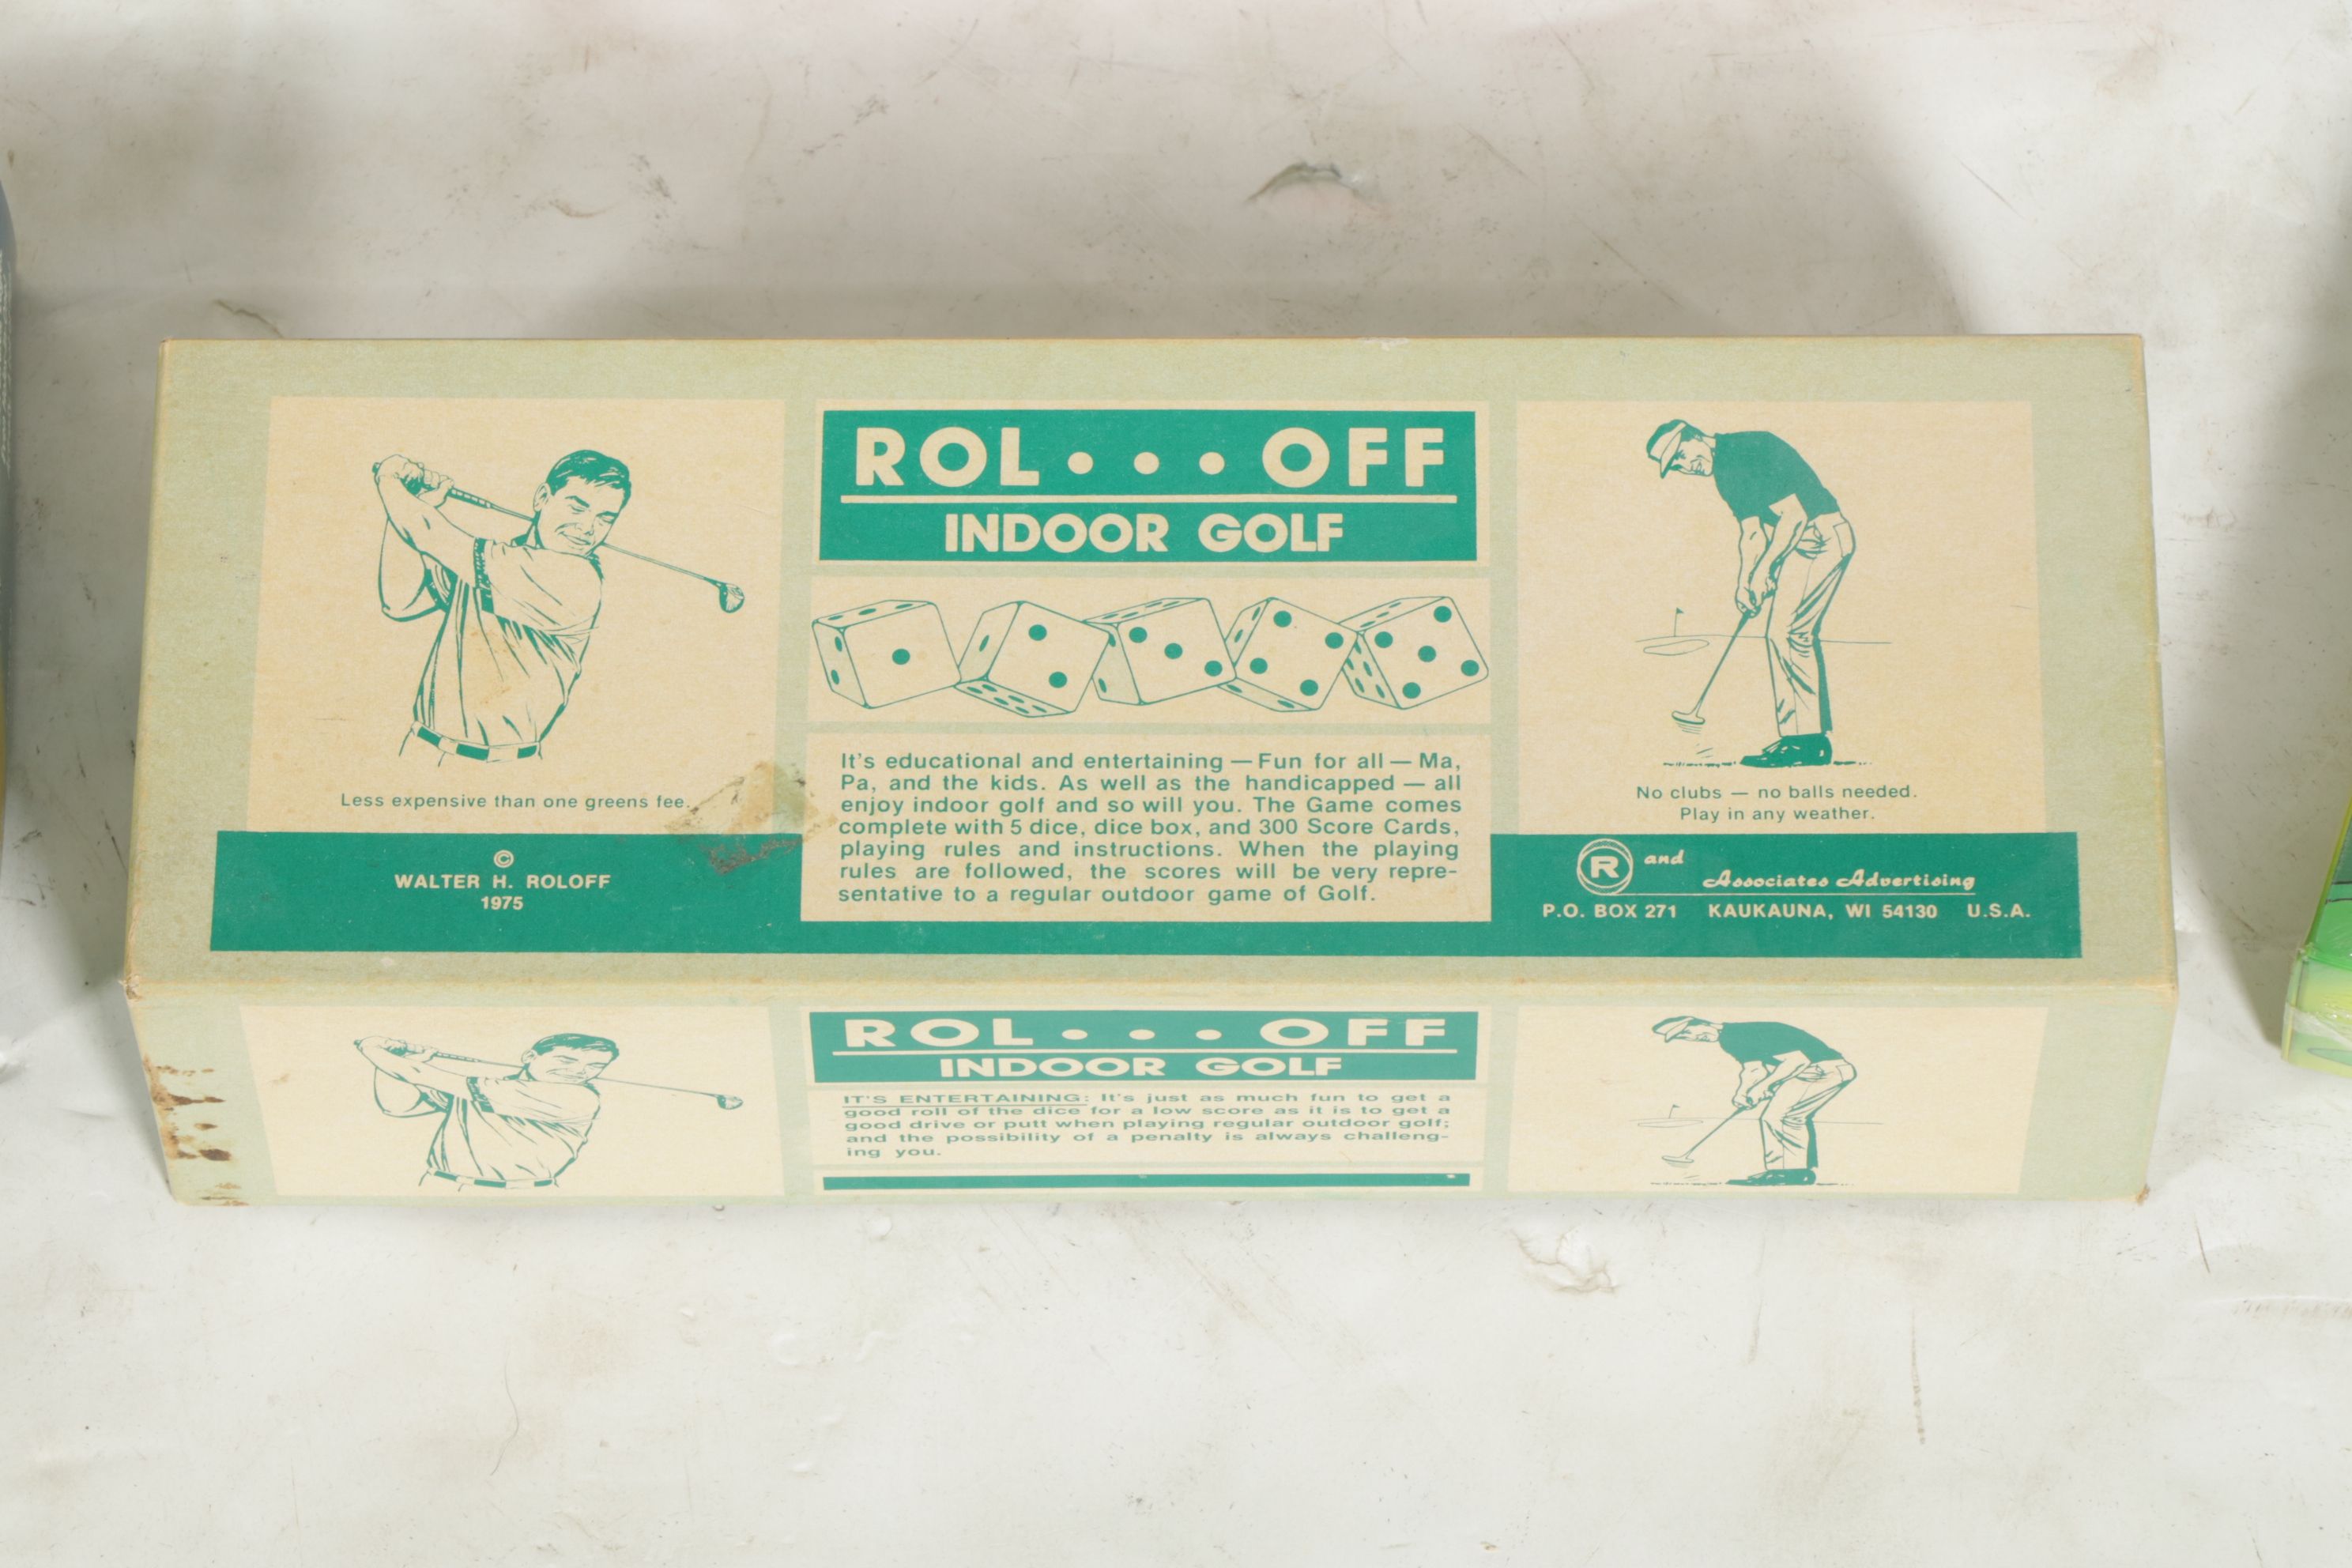 ROL . . . OFF
INDOOR GOLF
Less expensive than one greens fee.
©
WALTER H. ROLOFF
1975
It's educational and entertaining — Fun for all — Ma,
Pa, and the kids. As well as the handicapped — all
enjoy indoor golf and so will you. The Game comes
complete with 5 dice, dice box, and 300 Score Cards,
playing rules and instructions. When the playing
rules are followed, the scores will be very repre-
sentative to a regular outdoor game of Golf.
No clubs — no balls needed.
Play in any weather.
R and
Associates Advertising
P.O. BOX 271 KAUKAUNA, WI 54130 U.S.A.
ROL . . . OFF
INDOOR GOLF
IT'S ENTERTAINING: It's just as much fun to get a
good roll of the dice for a low score as it is to get a
good drive or putt when playing regular outdoor golf;
and the possibility of a penalty is always challeng-
ing you.